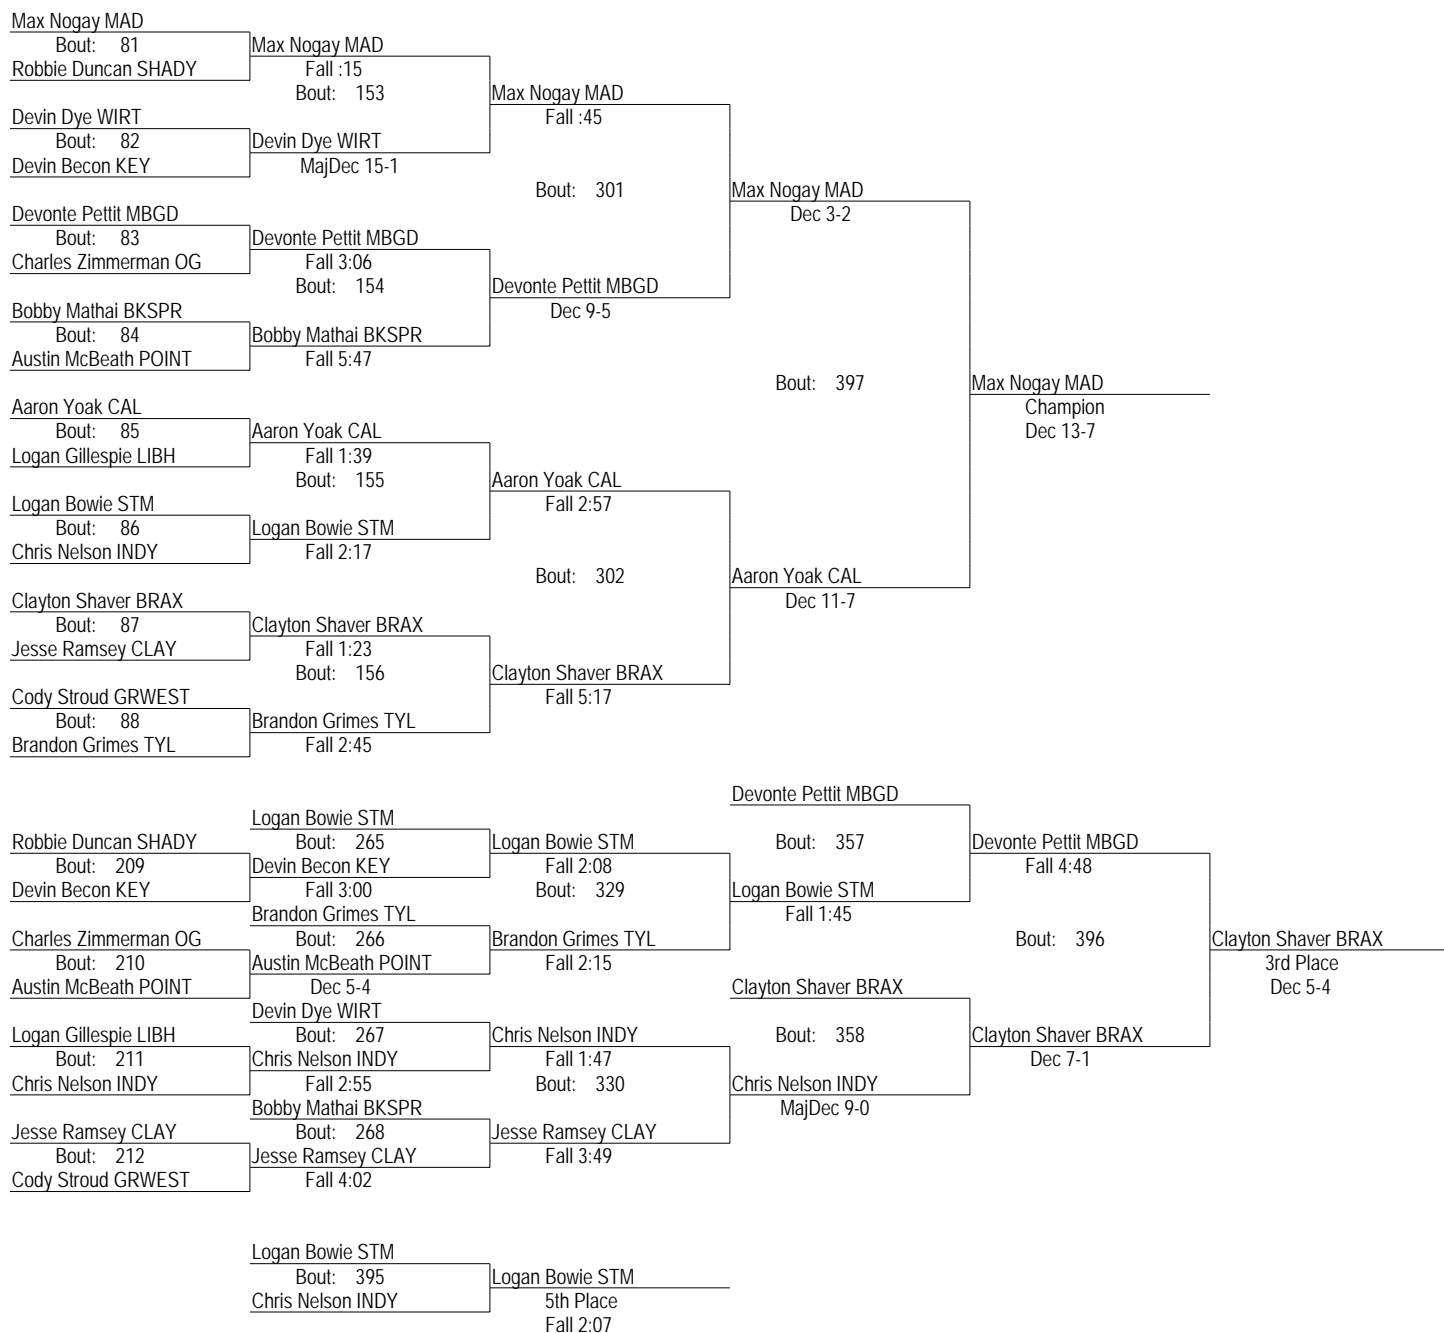 Max Nogay MAD
Bout: 81
Robbie Duncan SHADY
Max Nogay MAD
Fall :15
Bout: 153
Devin Dye WIRT
Bout: 82
Devin Becon KEY
Devin Dye WIRT
MajDec 15-1
Max Nogay MAD
Fall :45
Bout: 301
Devonte Pettit MBGD
Bout: 83
Charles Zimmerman OG
Devonte Pettit MBGD
Fall 3:06
Bout: 154
Bobby Mathai BKSPR
Bout: 84
Austin McBeath POINT
Bobby Mathai BKSPR
Fall 5:47
Devonte Pettit MBGD
Dec 9-5
Max Nogay MAD
Dec 3-2
Bout: 397
Max Nogay MAD
Champion
Dec 13-7
Aaron Yoak CAL
Bout: 85
Logan Gillespie LIBH
Aaron Yoak CAL
Fall 1:39
Bout: 155
Logan Bowie STM
Bout: 86
Chris Nelson INDY
Logan Bowie STM
Fall 2:17
Aaron Yoak CAL
Fall 2:57
Bout: 302
Clayton Shaver BRAX
Bout: 87
Jesse Ramsey CLAY
Clayton Shaver BRAX
Fall 1:23
Bout: 156
Cody Stroud GRWEST
Bout: 88
Brandon Grimes TYL
Brandon Grimes TYL
Fall 2:45
Clayton Shaver BRAX
Fall 5:17
Aaron Yoak CAL
Dec 11-7
Robbie Duncan SHADY
Bout: 209
Devin Becon KEY
Logan Bowie STM
Bout: 265
Devin Becon KEY
Fall 3:00
Charles Zimmerman OG
Bout: 210
Austin McBeath POINT
Brandon Grimes TYL
Bout: 266
Austin McBeath POINT
Dec 5-4
Logan Bowie STM
Fall 2:08
Bout: 329
Brandon Grimes TYL
Fall 2:15
Devonte Pettit MBGD
Bout: 357
Logan Bowie STM
Fall 1:45
Devonte Pettit MBGD
Fall 4:48
Bout: 396
Logan Gillespie LIBH
Bout: 211
Chris Nelson INDY
Devin Dye WIRT
Bout: 267
Chris Nelson INDY
Fall 2:55
Jesse Ramsey CLAY
Bout: 212
Cody Stroud GRWEST
Bobby Mathai BKSPR
Bout: 268
Jesse Ramsey CLAY
Fall 4:02
Chris Nelson INDY
Fall 1:47
Bout: 330
Jesse Ramsey CLAY
Fall 3:49
Clayton Shaver BRAX
Bout: 358
Chris Nelson INDY
MajDec 9-0
Clayton Shaver BRAX
Dec 7-1
Clayton Shaver BRAX
3rd Place
Dec 5-4
Logan Bowie STM
Bout: 395
Chris Nelson INDY
Logan Bowie STM
5th Place
Fall 2:07